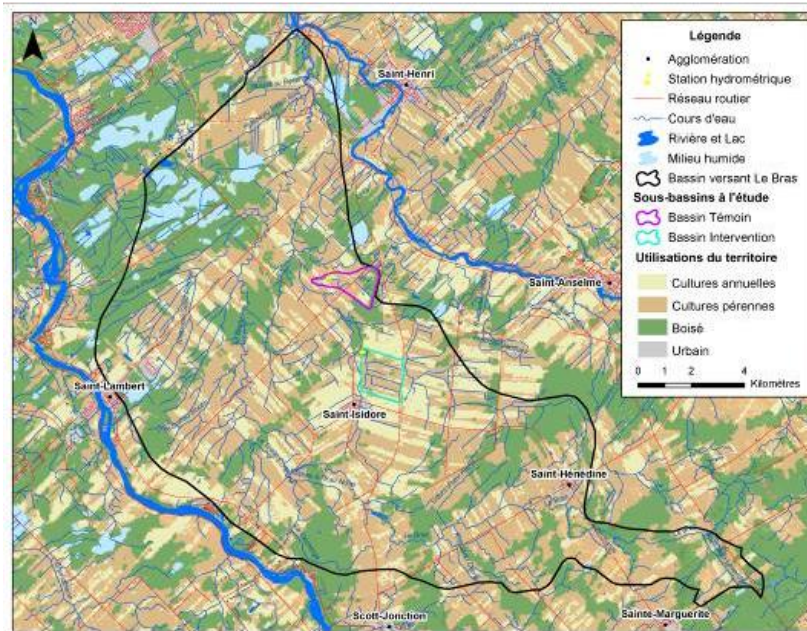 Légende
Agglomération
Station hydrométrique
Réseau routier
Cours d'eau
Rivière et Lac
Milieu humide
Bassin versant Le Bras
Sous-bassins à l'étude
Bassin Témoin
Bassin Intervention
Utilisations du territoire
Cultures annuelles
Cultures pérennes
Boisé
Urbain
0 1 2 4
Kilomètres
Saint-Henri
Saint-Anselme
Saint-Lambert
Saint-Isidore
Saint-Hénédine
Scott-Jonction
Sainte-Marguerite